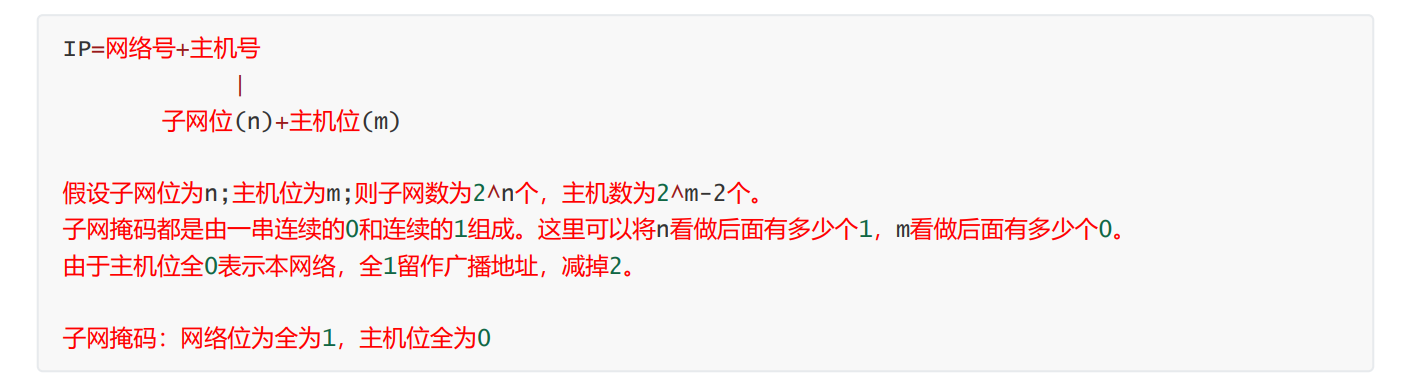 IP=网络号+主机号
|
子网位(n)+主机位(m)
假设子网位为n;主机位为m;则子网数为2^n个，主机数为2^m-2个。
子网掩码都是由一串连续的0和连续的1组成。这里可以将n看做后面有多少个1，m看做后面有多少个0。
由于主机位全0表示本网络，全1留作广播地址，减掉2。
子网掩码：网络位为全为1，主机位全为0